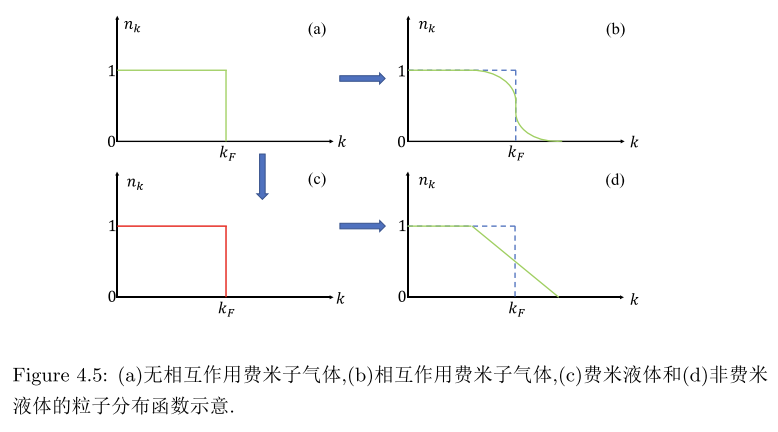 n_k (a)
1
0 k_F k
n_k (b)
1
0 k_F k
n_k (c)
1
0 k_F k
n_k (d)
1
0 k_F k
Figure 4.5: (a)无相互作用费米子气体,(b)相互作用费米子气体,(c)费米液体和(d)非费米
液体的粒子分布函数示意.